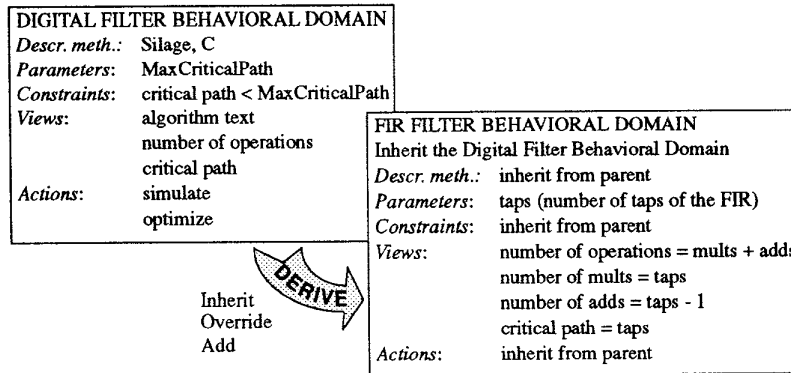 DIGITAL FILTER BEHAVIORAL DOMAIN
Descr. meth.: Silage, C
Parameters: MaxCriticalPath
Constraints: critical path < MaxCriticalPath
Views: algorithm text
number of operations
critical path
Actions: simulate
optimize
FIR FILTER BEHAVIORAL DOMAIN
Inherit the Digital Filter Behavioral Domain
Descr. meth.: inherit from parent
Parameters: taps (number of taps of the FIR)
Constraints: inherit from parent
Views: number of operations = mults + adds
number of mults = taps
number of adds = taps - 1
critical path = taps
Actions: inherit from parent
DERIVE
Inherit
Override
Add